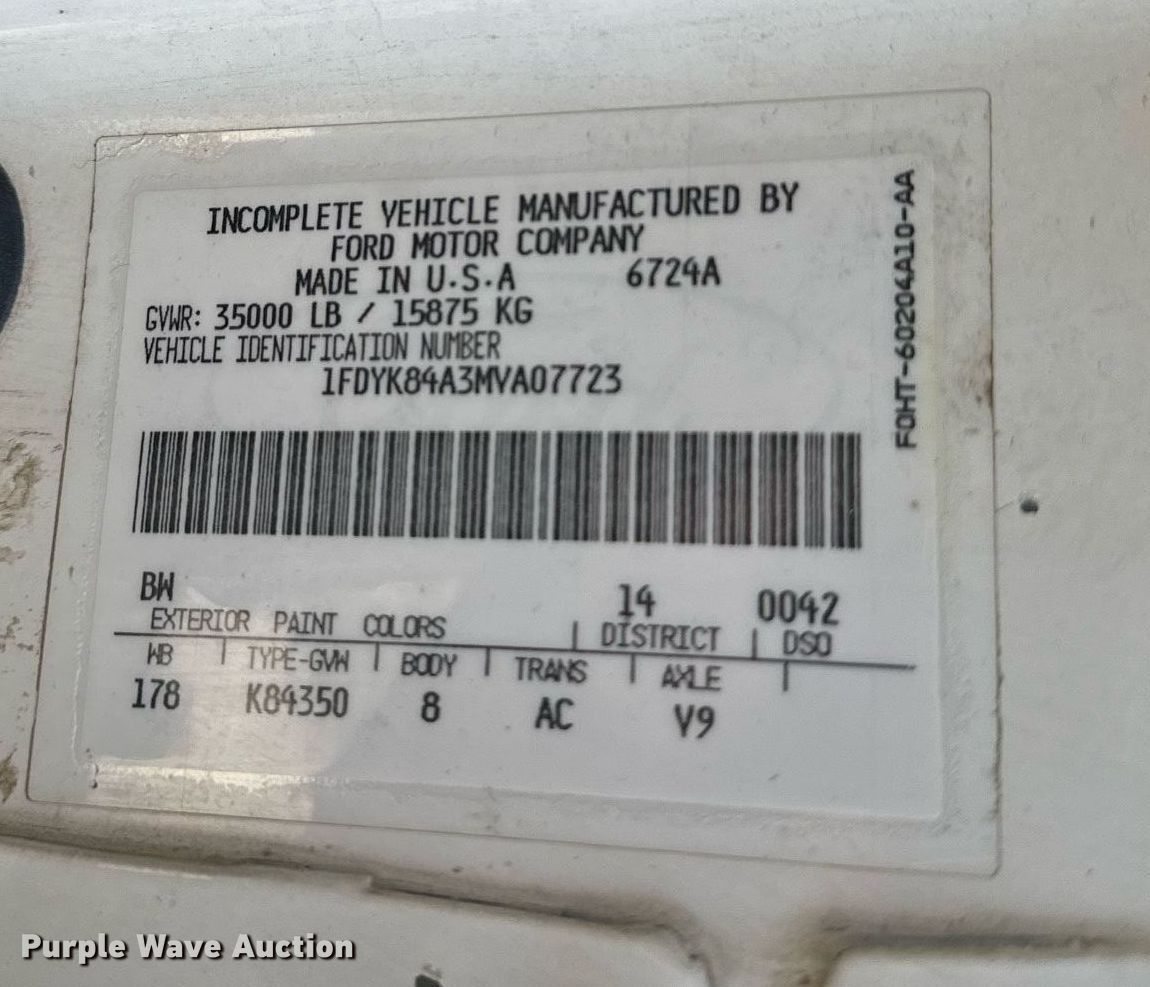 INCOMPLETE VEHICLE MANUFACTURED BY
FORD MOTOR COMPANY
MADE IN U.S.A 6724A
GVWR: 35000 LB / 15875 KG
VEHICLE IDENTIFICATION NUMBER
1FDYK84A3MVA07723
F0HT-60204A10-AA
BW 14 0042
EXTERIOR PAINT COLORS DISTRICT DSO
WB TYPE-GVW BODY TRANS AXLE
178 K84350 8 AC V9
Purple Wave Auction